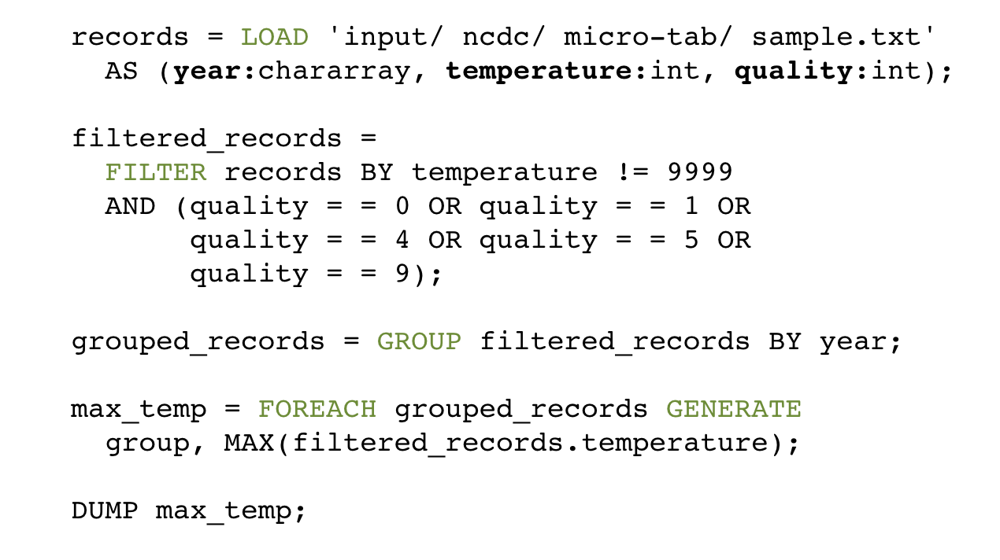 records = LOAD 'input/ ncdc/ micro-tab/ sample.txt'
AS (year:chararray, temperature:int, quality:int);
filtered_records =
FILTER records BY temperature != 9999
AND (quality = = 0 OR quality = = 1 OR
quality = = 4 OR quality = = 5 OR
quality = = 9);
grouped_records = GROUP filtered_records BY year;
max_temp = FOREACH grouped_records GENERATE
group, MAX(filtered_records.temperature);
DUMP max_temp;